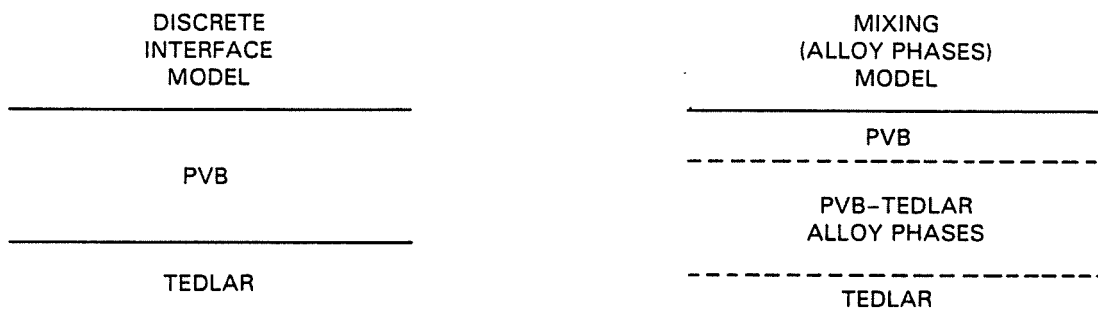 DISCRETE
INTERFACE
MODEL
PVB
TEDLAR
MIXING
(ALLOY PHASES)
MODEL
PVB
PVB–TEDLAR
ALLOY PHASES
TEDLAR